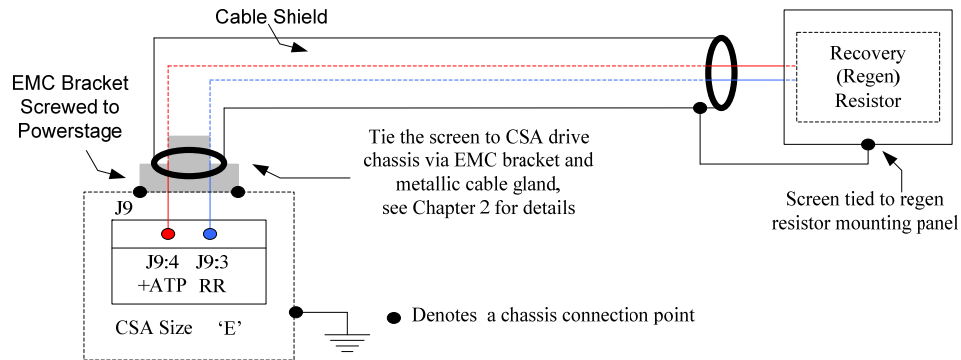 Cable Shield
EMC Bracket
Screwed to
Powerstage
Recovery
(Regen)
Resistor
Tie the screen to CSA drive
chassis via EMC bracket and
metallic cable gland,
see Chapter 2 for details
Screen tied to regen
resistor mounting panel
J9
J9:4 J9:3
+ATP RR
CSA Size 'E'
Denotes a chassis connection point